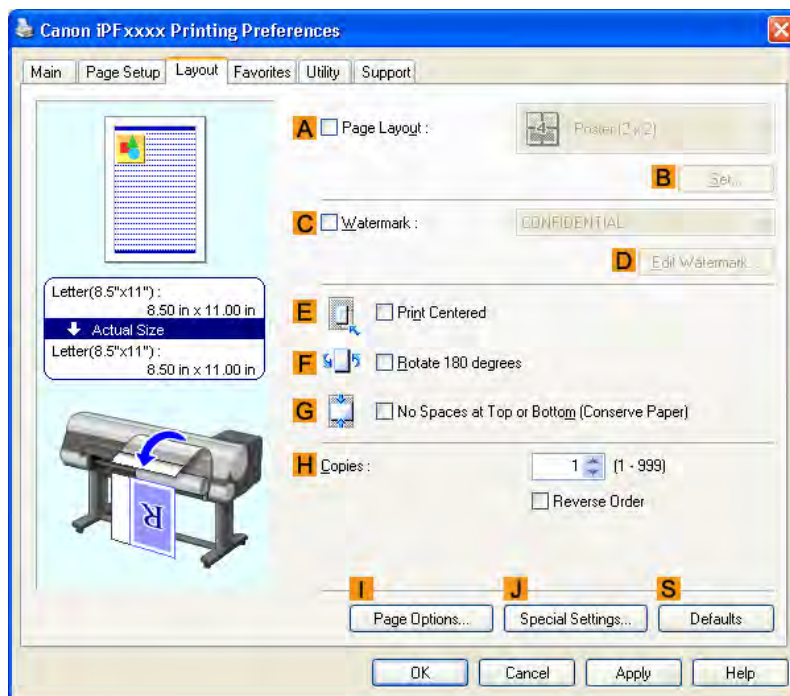 Canon iPFxxxx Printing Preferences
Main Page Setup Layout Favorites Utility Support
A Page Layout : 4 Poster (2 x 2)
B Set...
C Watermark : CONFIDENTIAL
D Edit Watermark...
Letter(8.5"x11") :
8.50 in x 11.00 in
Actual Size
Letter(8.5"x11") :
8.50 in x 11.00 in
E Print Centered
F Rotate 180 degrees
G No Spaces at Top or Bottom (Conserve Paper)
R
H Copies : 1 (1 - 999)
Reverse Order
I J S
Page Options... Special Settings... Defaults
OK Cancel Apply Help